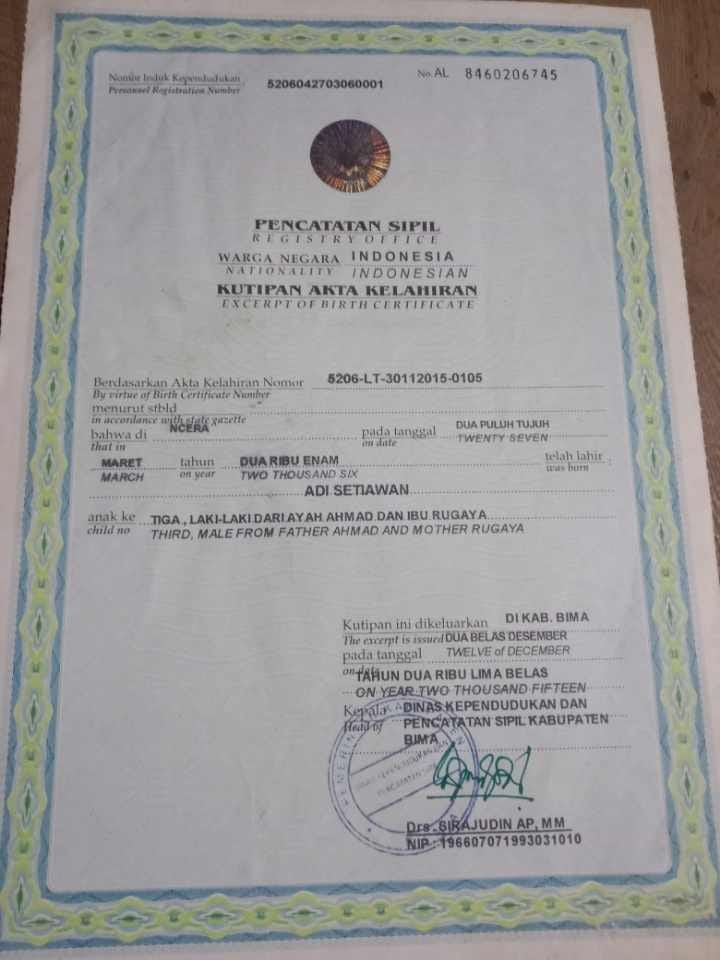 Nomor Induk Kependudukan 5206042703060001 No. AL 8460206745
Personnel Registration Number
PENCATATAN SIPIL
REGISTRY OFFICE
WARGA NEGARA INDONESIA
NATIONALITY INDONESIAN
KUTIPAN AKTA KELAHIRAN
EXCERPT OF BIRTH CERTIFICATE
Berdasarkan Akta Kelahiran Nomor 5206-LT-30112015-0105
By virtue of Birth Certificate Number
menurut stbld
in accordance with state gazette
bahwa di NCERA pada tanggal DUA PULUH TUJUH
that in on date TWENTY SEVEN
MARET tahun DUA RIBU ENAM telah lahir
MARCH on year TWO THOUSAND SIX was born
ADI SETIAWAN
anak ke TIGA, LAKI-LAKI DARI AYAH AHMAD DAN IBU RUGAYA
child no THIRD, MALE FROM FATHER AHMAD AND MOTHER RUGAYA
Kutipan ini dikeluarkan DI KAB. BIMA
The excerpt is issued DUA BELAS DESEMBER
pada tanggal TWELVE of DECEMBER
on date TAHUN DUA RIBU LIMA BELAS
ON YEAR TWO THOUSAND FIFTEEN
Kepala DINAS KEPENDUDUKAN DAN
Head of PENCATATAN SIPIL KABUPATEN
BIMA
Drs. SIRAJUDIN AP, MM
NIP. 196607071993031010